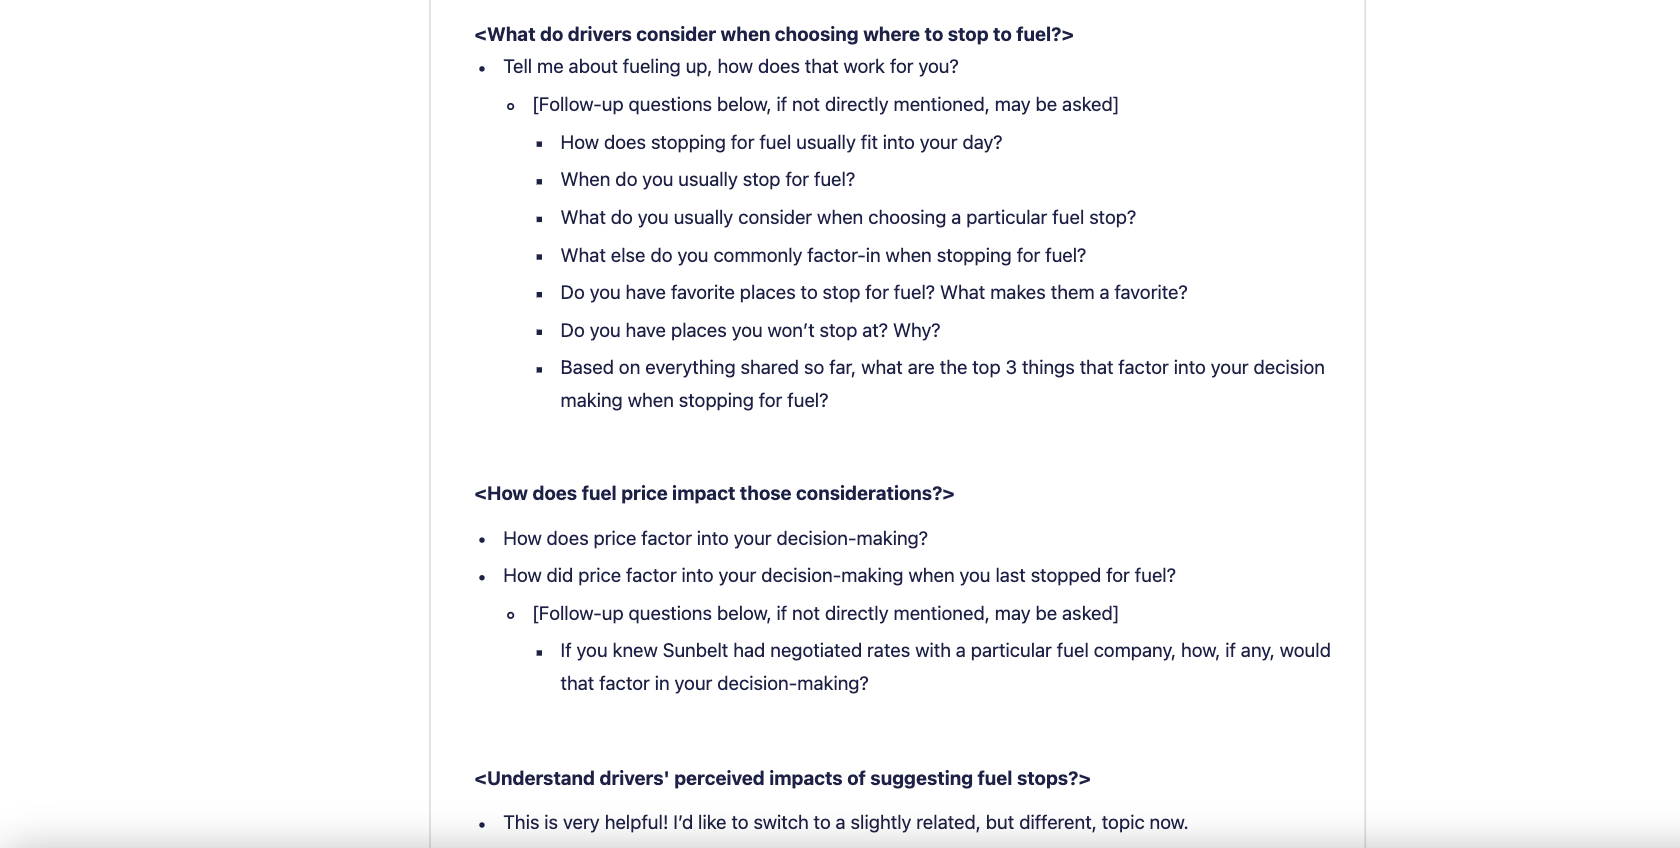 <What do drivers consider when choosing where to stop to fuel?>
• Tell me about fueling up, how does that work for you?
◦ [Follow-up questions below, if not directly mentioned, may be asked]
▪ How does stopping for fuel usually fit into your day?
▪ When do you usually stop for fuel?
▪ What do you usually consider when choosing a particular fuel stop?
▪ What else do you commonly factor-in when stopping for fuel?
▪ Do you have favorite places to stop for fuel? What makes them a favorite?
▪ Do you have places you won’t stop at? Why?
▪ Based on everything shared so far, what are the top 3 things that factor into your decision
making when stopping for fuel?
<How does fuel price impact those considerations?>
• How does price factor into your decision-making?
• How did price factor into your decision-making when you last stopped for fuel?
◦ [Follow-up questions below, if not directly mentioned, may be asked]
▪ If you knew Sunbelt had negotiated rates with a particular fuel company, how, if any, would
that factor in your decision-making?
<Understand drivers' perceived impacts of suggesting fuel stops?>
• This is very helpful! I’d like to switch to a slightly related, but different, topic now.